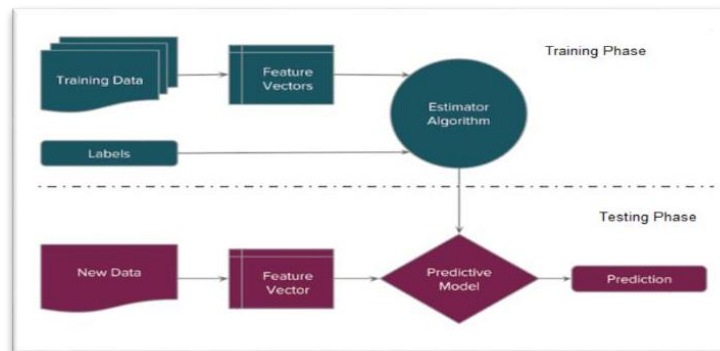 Training Phase
Training Data
Feature
Vectors
Estimator
Algorithm
Labels
Testing Phase
New Data
Feature
Vector
Predictive
Model
Prediction